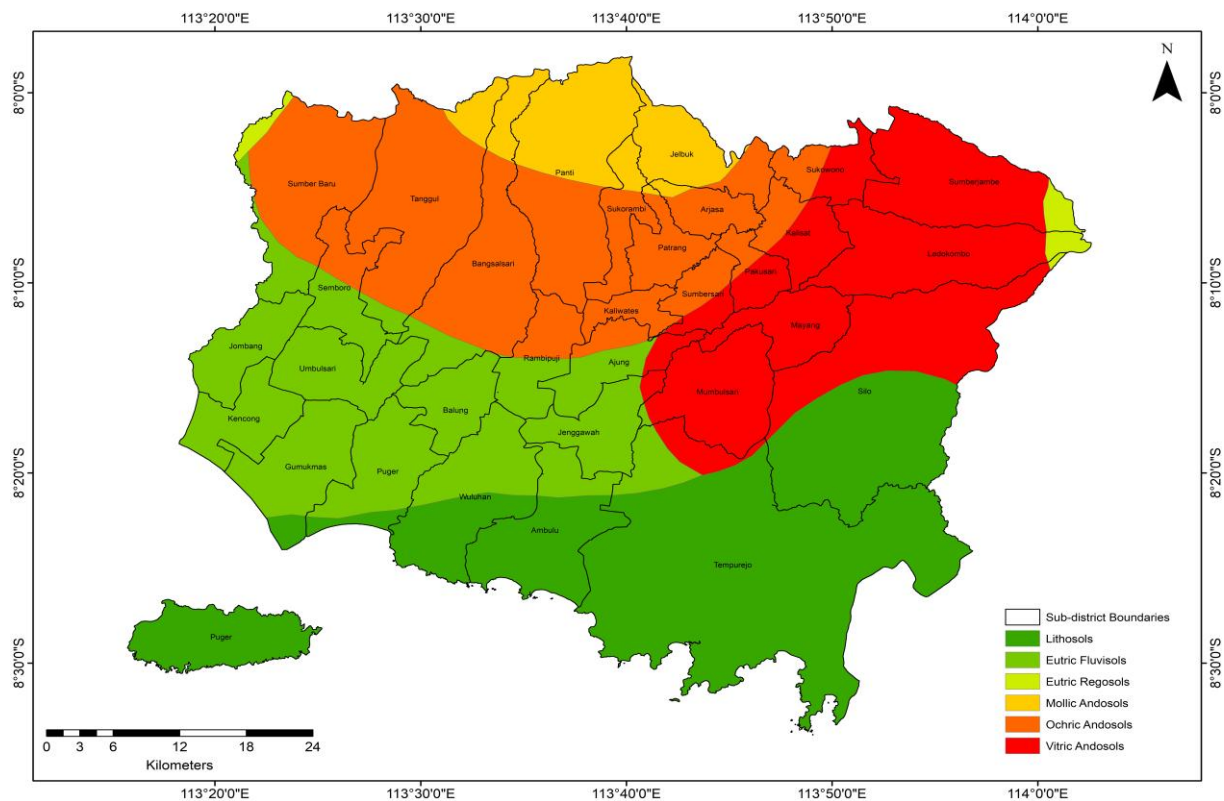 113°20'0"E 113°30'0"E 113°40'0"E 113°50'0"E 114°0'0"E
N
8°0'0"S 8°0'0"S
Jelbuk
Panti
Sukowono
Sumber Baru
Sumberjambe
Tanggul
Sukorambi
Arjasa
Kalisat
Patrang
Ledokombo
Bangsalsari
Pakusari
8°10'0"S 8°10'0"S
Semboro
Sumbersari
Kaliwates
Mayang
Jombang
Rambipuji
Ajung
Umbulsari
Mumbulsari
Silo
Balung
Kencong
Jenggawah
Gumukmas
Puger
8°20'0"S 8°20'0"S
Wuluhan
Ambulu
Tempurejo
Puger
8°30'0"S 8°30'0"S
Sub-district Boundaries
Lithosols
Eutric Fluvisols
Eutric Regosols
Mollic Andosols
Ochric Andosols
Vitric Andosols
0 3 6 12 18 24
Kilometers
113°20'0"E 113°30'0"E 113°40'0"E 113°50'0"E 114°0'0"E